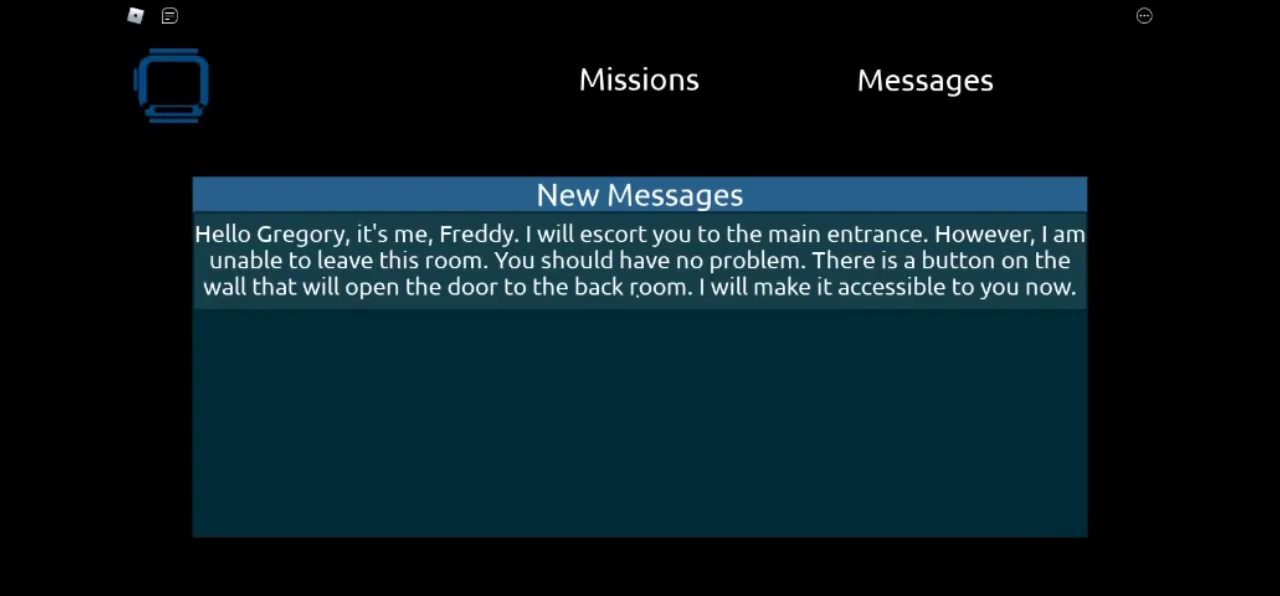 Missions
Messages
New Messages
Hello Gregory, it's me, Freddy. I will escort you to the main entrance. However, I am
unable to leave this room. You should have no problem. There is a button on the
wall that will open the door to the back room. I will make it accessible to you now.